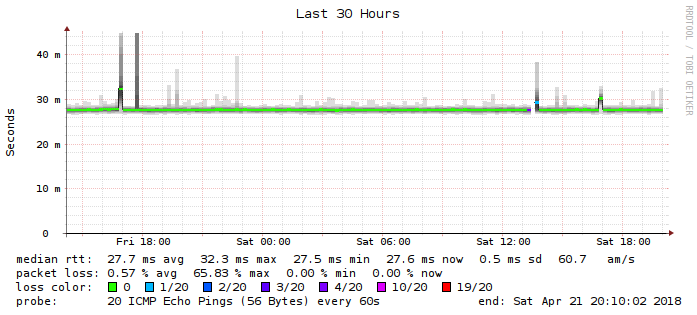 Last 30 Hours
RRDTOOL / TOBI OETIKER
Seconds
40 m
30 m
20 m
10 m
0
Fri 18:00 Sat 00:00 Sat 06:00 Sat 12:00 Sat 18:00
median rtt: 27.7 ms avg 32.3 ms max 27.5 ms min 27.6 ms now 0.5 ms sd 60.7 am/s
packet loss: 0.57 % avg 65.83 % max 0.00 % min 0.00 % now
loss color: 0 1/20 2/20 3/20 4/20 10/20 19/20
probe: 20 ICMP Echo Pings (56 Bytes) every 60s end: Sat Apr 21 20:10:02 2018